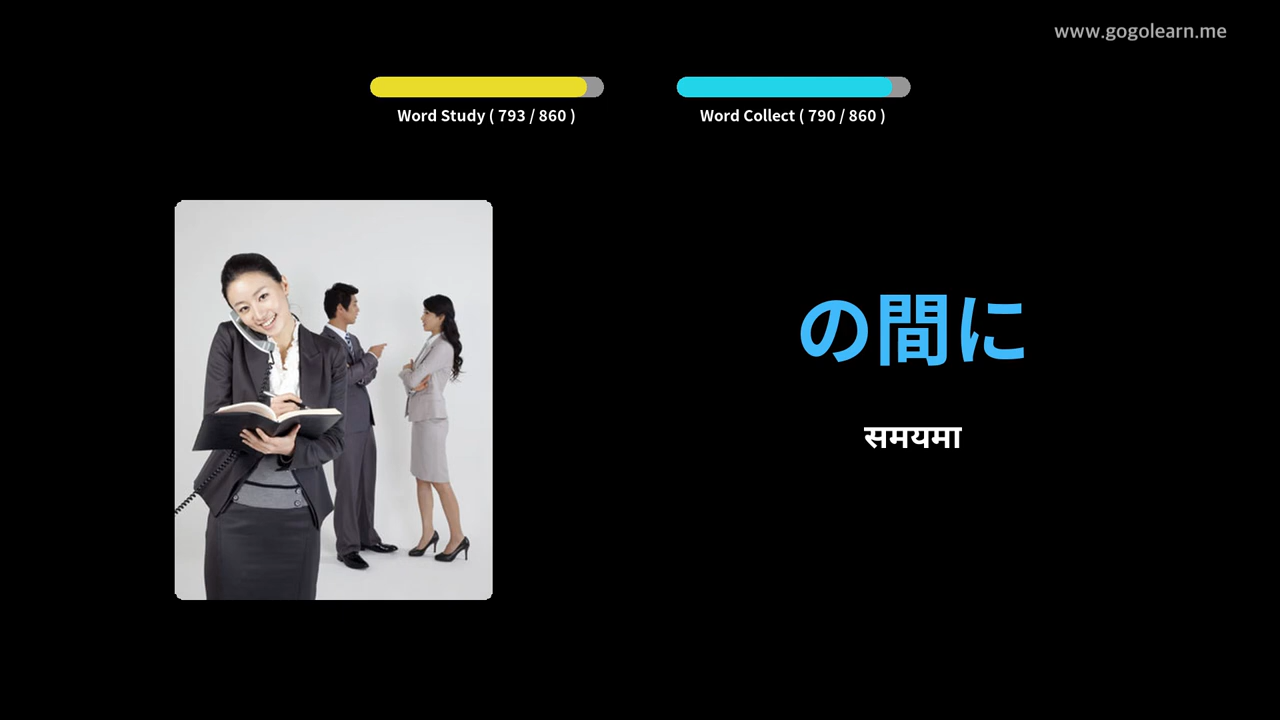 www.gogolearn.me
Word Study ( 793 / 860 )
Word Collect ( 790 / 860 )
の間に
समयमा